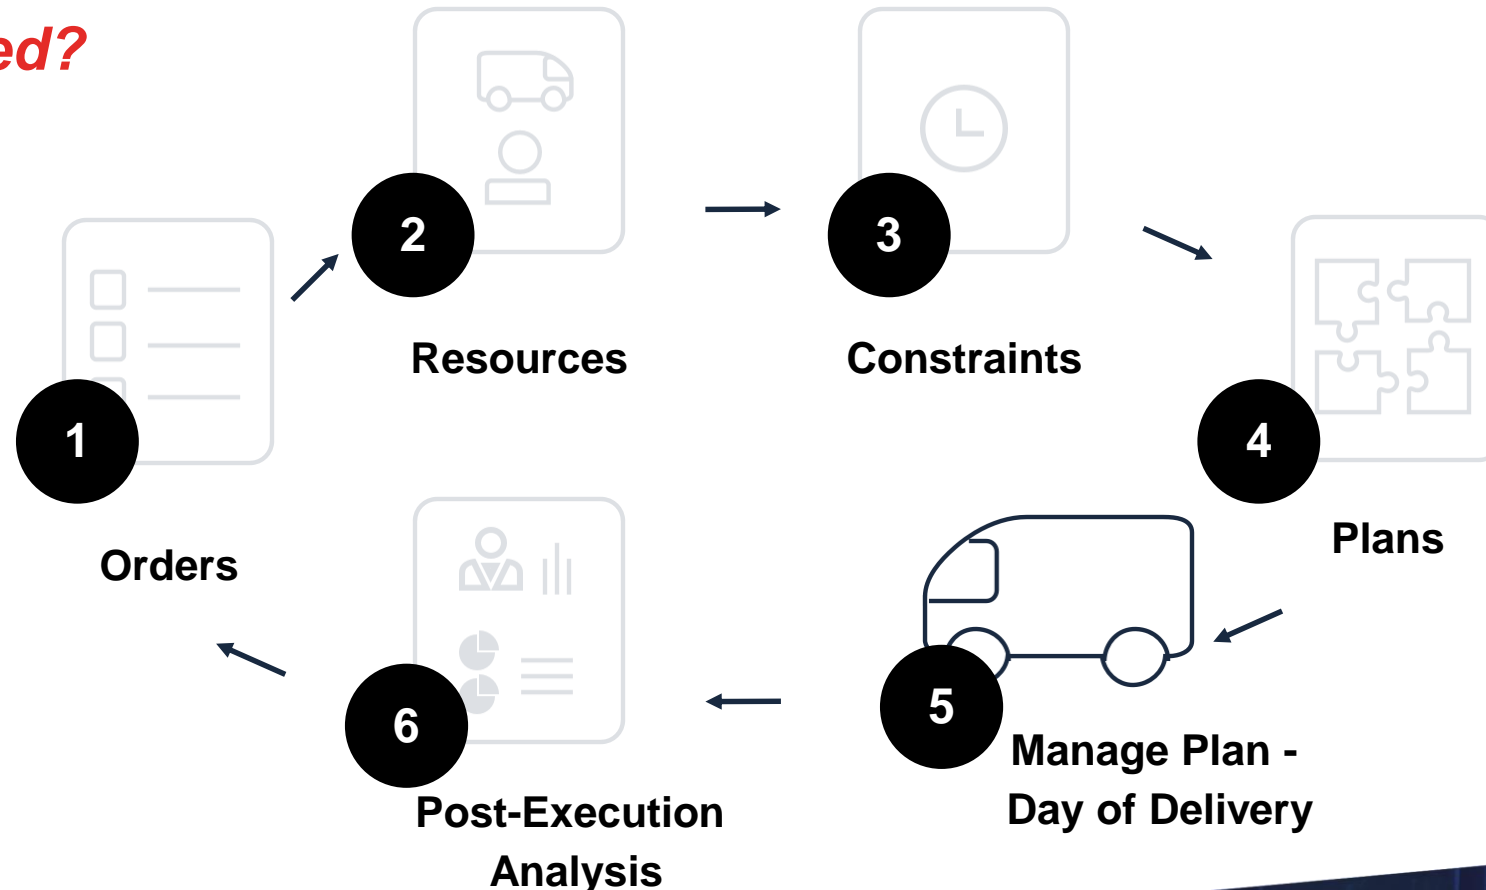 ed?
2
3
Resources
Constraints
1
4
Orders
Plans
5
Manage Plan -
Day of Delivery
6
Post-Execution
Analysis